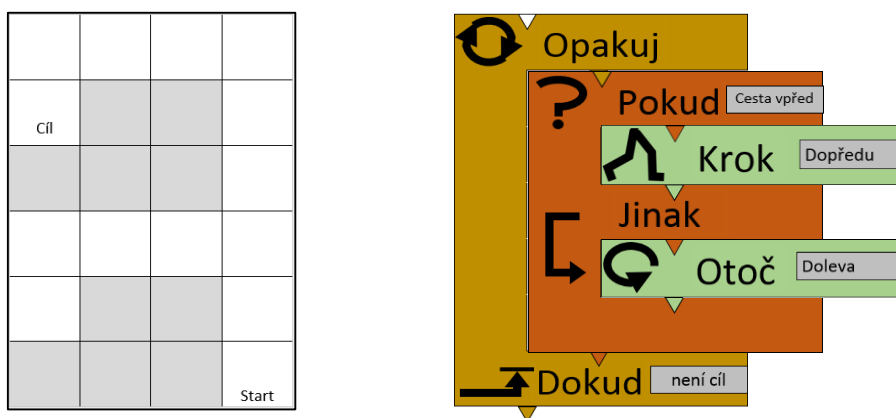 Cíl
Start
Opakuj
Pokud Cesta vpřed
Krok Dopředu
Jinak
Otoč Doleva
Dokud není cíl